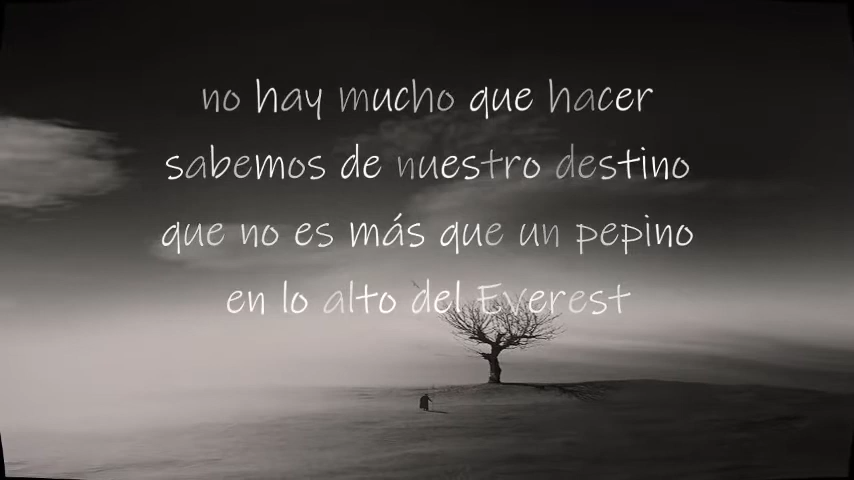 no hay mucho que hacer
sabemos de nuestro destino
que no es más que un pepino
en lo alto del Everest